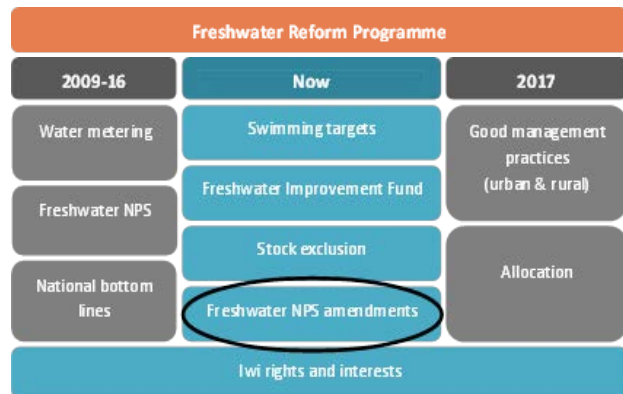 Freshwater Reform Programme
2009-16
Now
2017
Water metering
Freshwater NPS
National bottom
lines
Swimming targets
Freshwater Improvement Fund
Stock exclusion
Freshwater NPS amendments
Good management
practices
(urban & rural)
Allocation
Iwi rights and interests